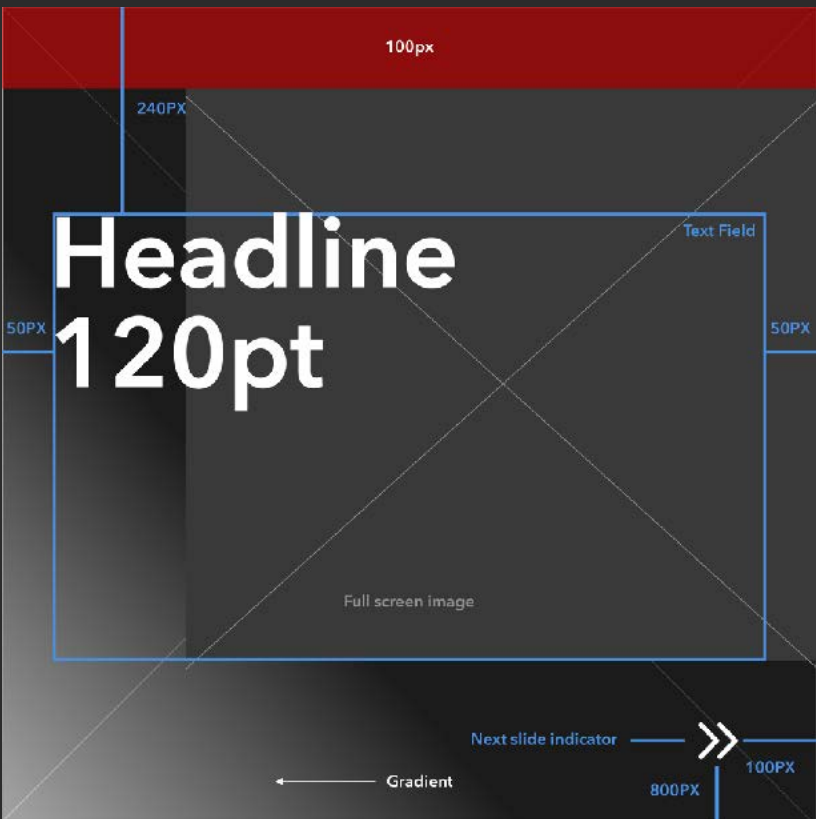 100px
240PX
Headline
120pt
Text Field
50PX
50PX
Full screen image
Next slide indicator
100PX
Gradient
800PX